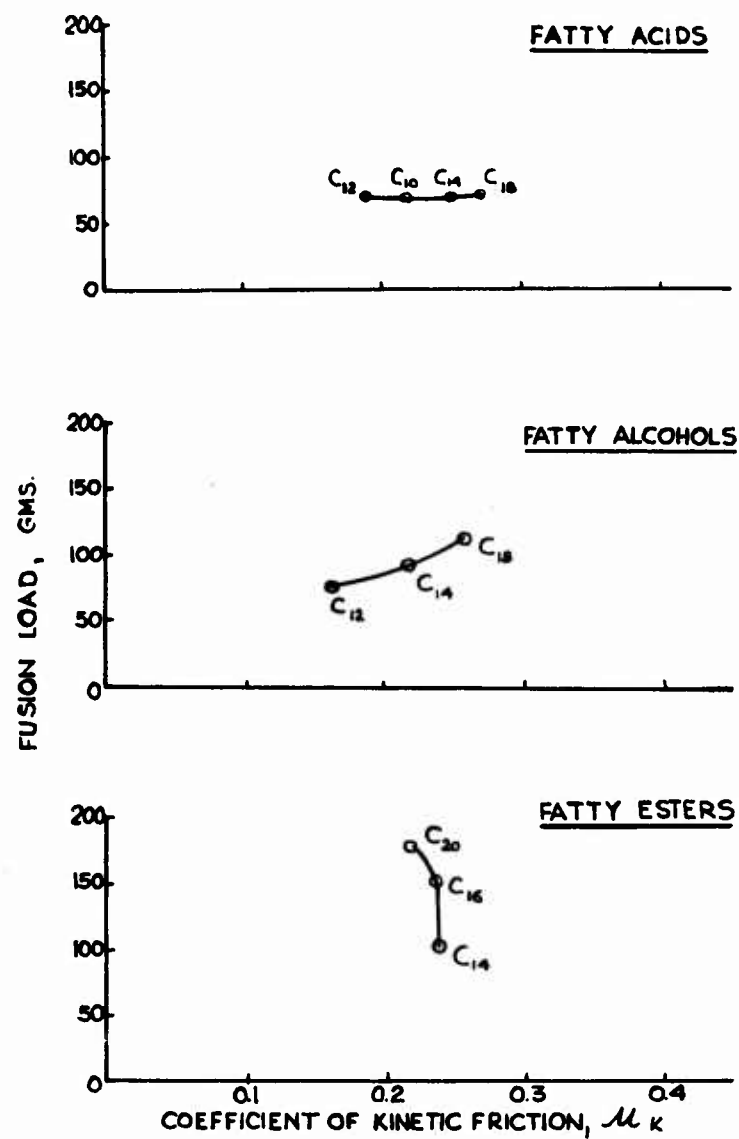 FATTY ACIDS
200
150
100
50
0
C12 C10 C14 C18
FATTY ALCOHOLS
200
150
100
50
0
C12
C14
C18
FUSION LOAD, GMS.
FATTY ESTERS
200
150
100
50
0
C20
C16
C14
0.1 0.2 0.3 0.4
COEFFICIENT OF KINETIC FRICTION, μK